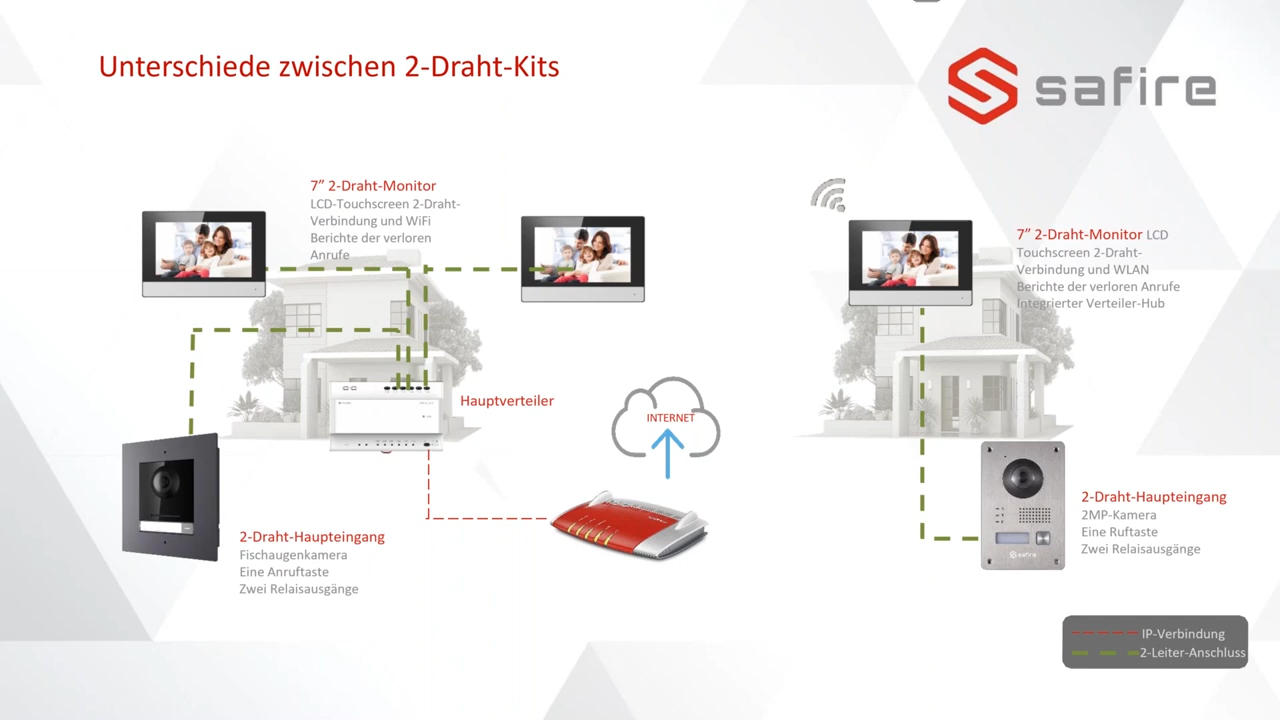 Unterschiede zwischen 2-Draht-Kits
safire
7” 2-Draht-Monitor
LCD-Touchscreen 2-Draht-
Verbindung und WiFi
Berichte der verloren
Anrufe
7” 2-Draht-Monitor LCD
Touchscreen 2-Draht-
Verbindung und WLAN
Berichte der verloren Anrufe
Integrierter Verteiler-Hub
Hauptverteiler
INTERNET
2-Draht-Haupteingang
Fischaugenkamera
Eine Anruftaste
Zwei Relaisausgänge
2-Draht-Haupteingang
2MP-Kamera
Eine Ruftaste
Zwei Relaisausgänge
safire
IP-Verbindung
2-Leiter-Anschluss